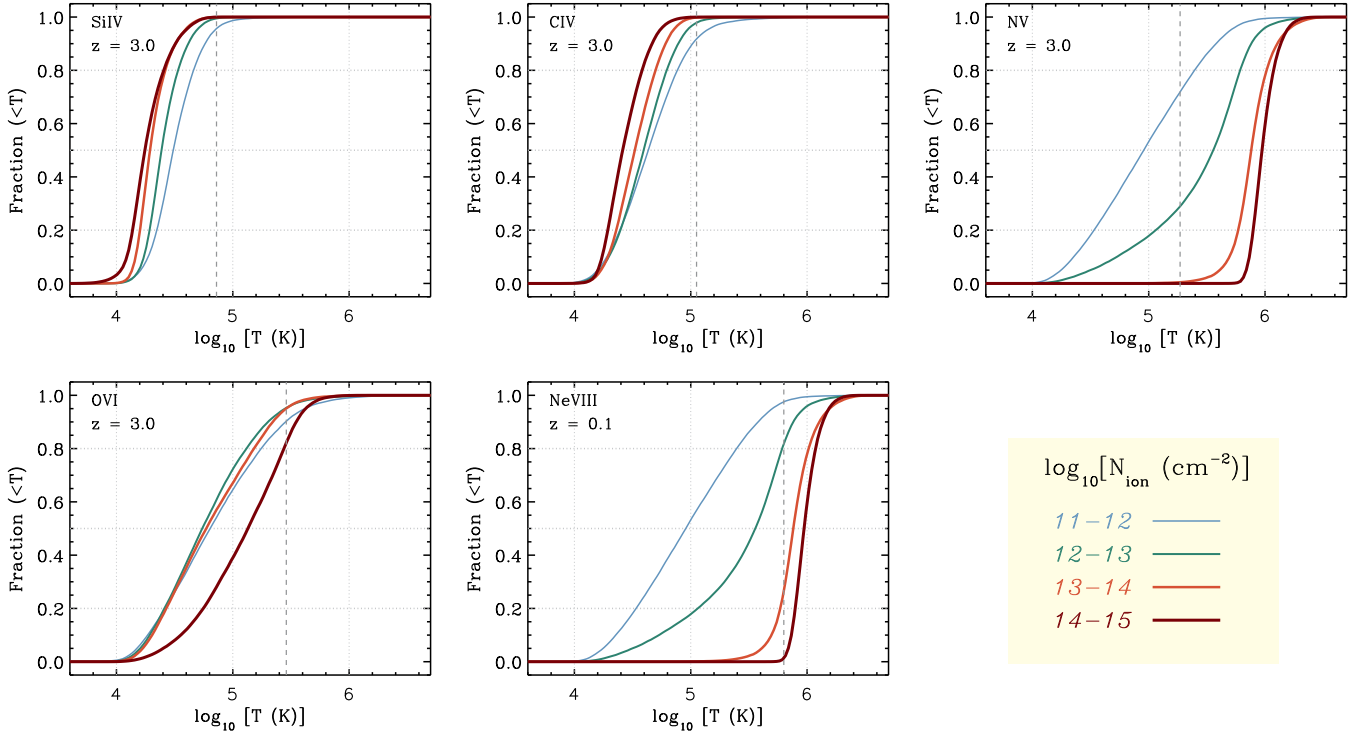 SiIV
z = 3.0
Fraction (<T)
1.0
0.8
0.6
0.4
0.2
0.0
4 5 6
log10 [T (K)]
CIV
z = 3.0
Fraction (<T)
1.0
0.8
0.6
0.4
0.2
0.0
4 5 6
log10 [T (K)]
NV
z = 3.0
Fraction (<T)
1.0
0.8
0.6
0.4
0.2
0.0
4 5 6
log10 [T (K)]
OVI
z = 3.0
Fraction (<T)
1.0
0.8
0.6
0.4
0.2
0.0
4 5 6
log10 [T (K)]
NeVIII
z = 0.1
Fraction (<T)
1.0
0.8
0.6
0.4
0.2
0.0
4 5 6
log10 [T (K)]
log10[Nion (cm−2)]
11−12
12−13
13−14
14−15